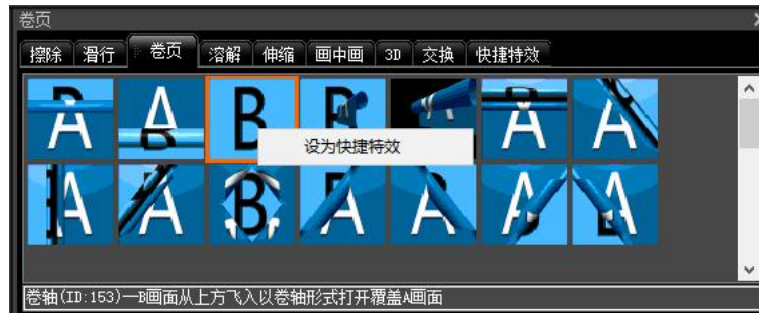 卷页
擦除 滑行 卷页 溶解 伸缩 画中画 3D 交换 快捷特效
设为快捷特效
卷轴(ID:153)—B画面从上方飞入以卷轴形式打开覆盖A画面